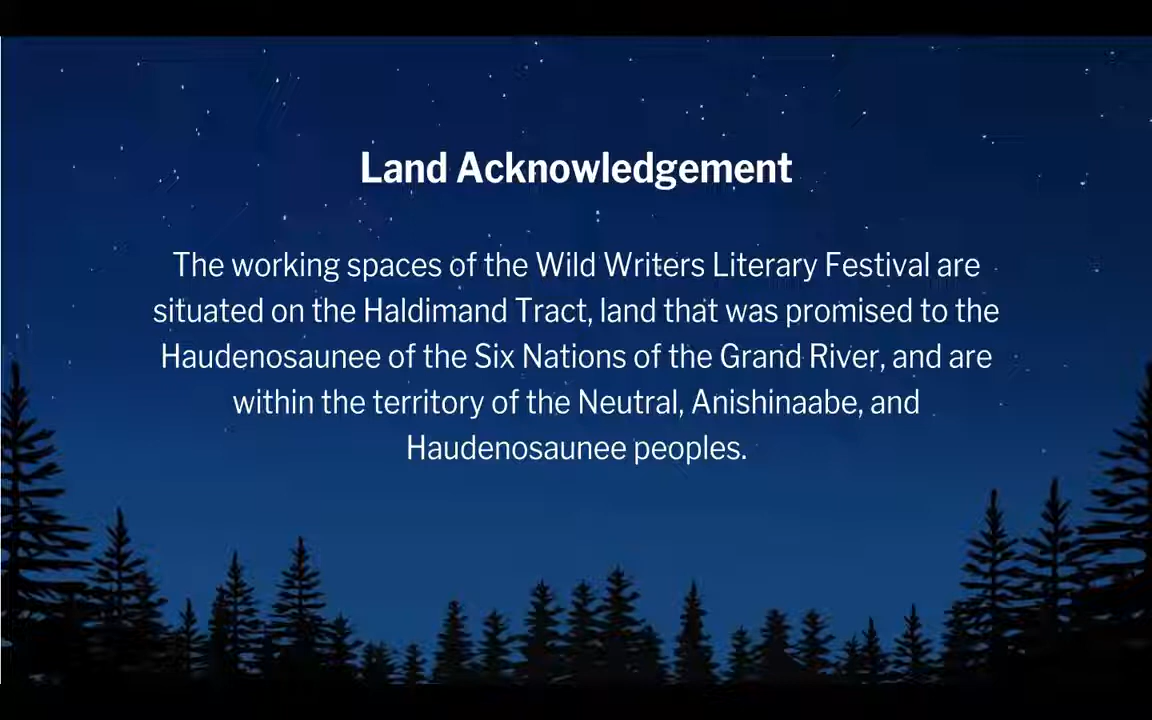 Land Acknowledgement
The working spaces of the Wild Writers Literary Festival are
situated on the Haldimand Tract, land that was promised to the
Haudenosaunee of the Six Nations of the Grand River, and are
within the territory of the Neutral, Anishinaabe, and
Haudenosaunee peoples.